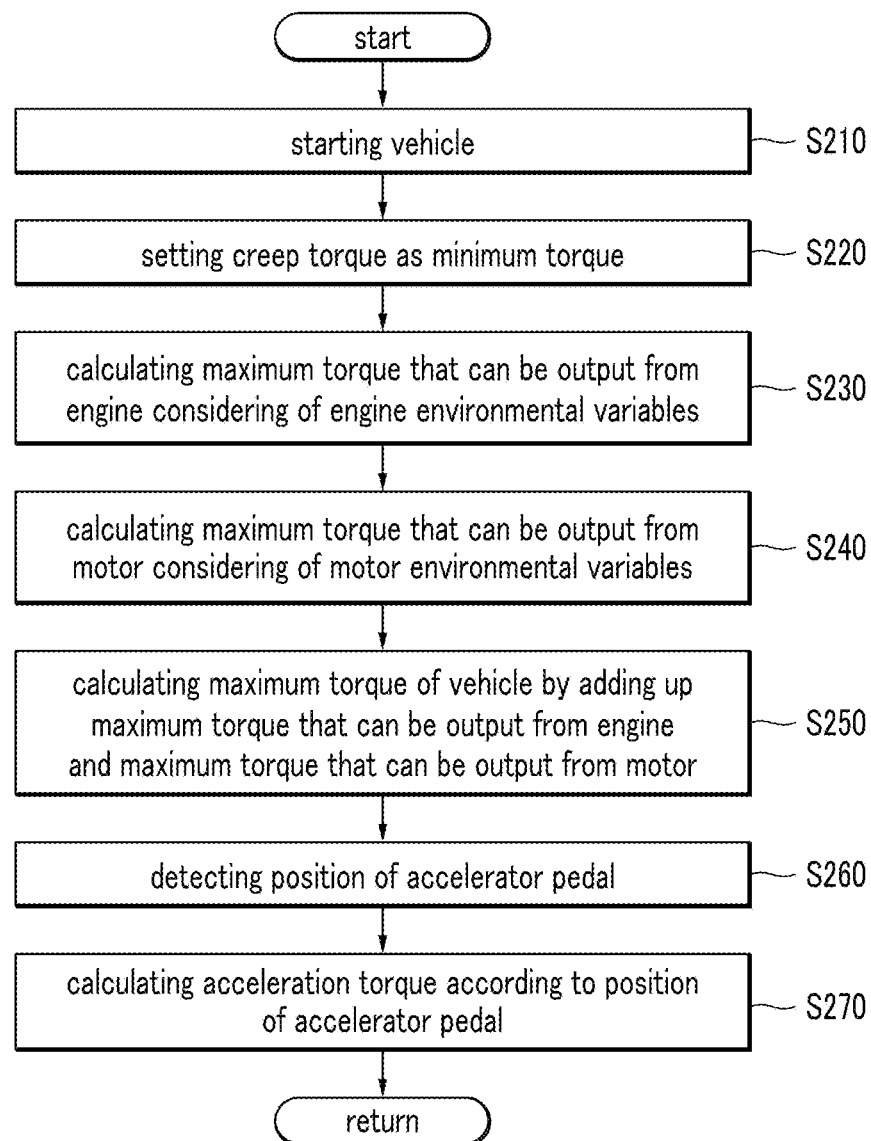 start
starting vehicle
S210
setting creep torque as minimum torque
S220
calculating maximum torque that can be output from
engine considering of engine environmental variables
S230
calculating maximum torque that can be output from
motor considering of motor environmental variables
S240
calculating maximum torque of vehicle by adding up
maximum torque that can be output from engine
and maximum torque that can be output from motor
S250
detecting position of accelerator pedal
S260
calculating acceleration torque according to position
of accelerator pedal
S270
return